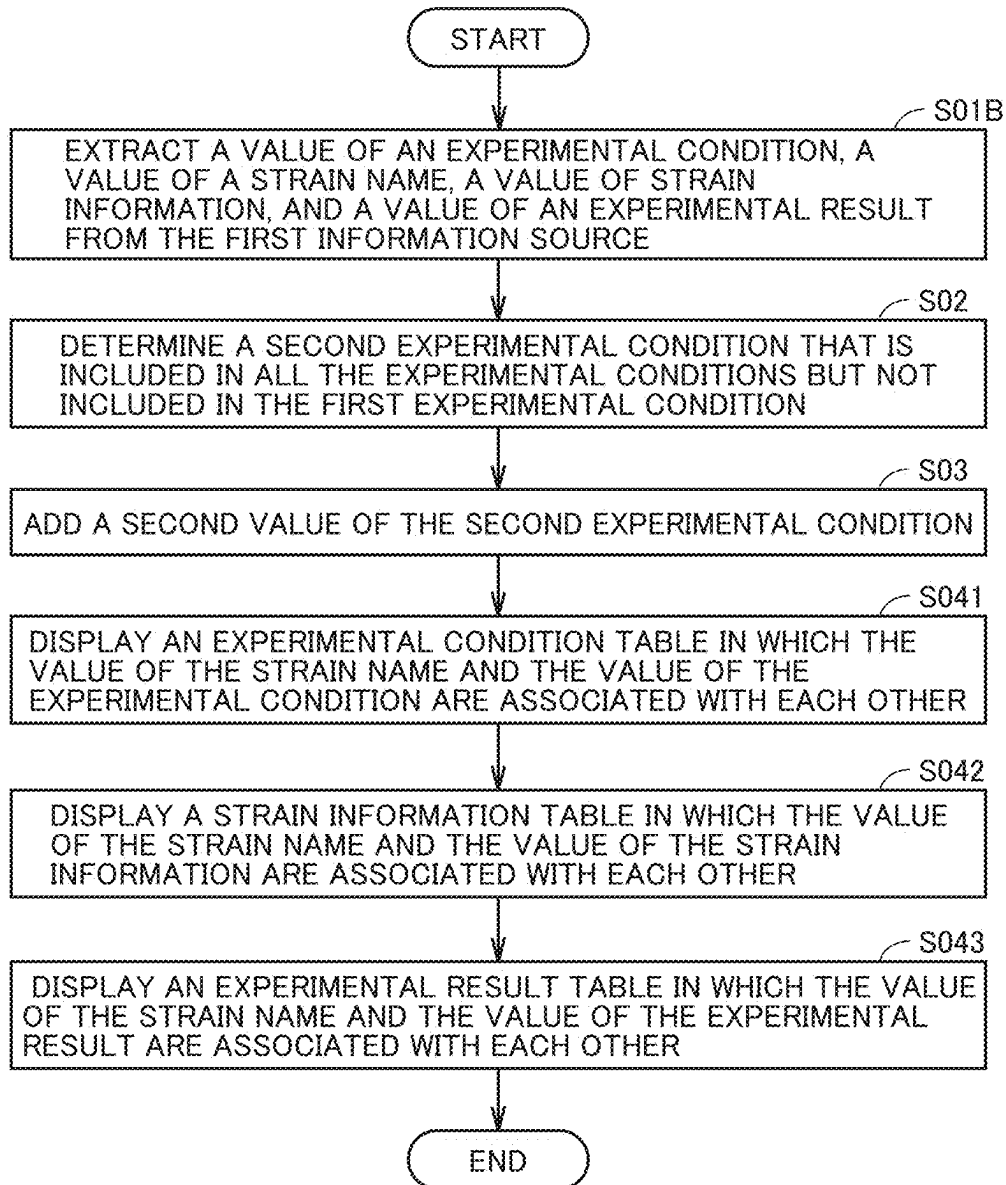 START
S01B
EXTRACT A VALUE OF AN EXPERIMENTAL CONDITION, A
VALUE OF A STRAIN NAME, A VALUE OF STRAIN
INFORMATION, AND A VALUE OF AN EXPERIMENTAL RESULT
FROM THE FIRST INFORMATION SOURCE
S02
DETERMINE A SECOND EXPERIMENTAL CONDITION THAT IS
INCLUDED IN ALL THE EXPERIMENTAL CONDITIONS BUT NOT
INCLUDED IN THE FIRST EXPERIMENTAL CONDITION
S03
ADD A SECOND VALUE OF THE SECOND EXPERIMENTAL CONDITION
S041
DISPLAY AN EXPERIMENTAL CONDITION TABLE IN WHICH THE
VALUE OF THE STRAIN NAME AND THE VALUE OF THE
EXPERIMENTAL CONDITION ARE ASSOCIATED WITH EACH OTHER
S042
DISPLAY A STRAIN INFORMATION TABLE IN WHICH THE VALUE
OF THE STRAIN NAME AND THE VALUE OF THE STRAIN
INFORMATION ARE ASSOCIATED WITH EACH OTHER
S043
DISPLAY AN EXPERIMENTAL RESULT TABLE IN WHICH THE VALUE
OF THE STRAIN NAME AND THE VALUE OF THE EXPERIMENTAL
RESULT ARE ASSOCIATED WITH EACH OTHER
END